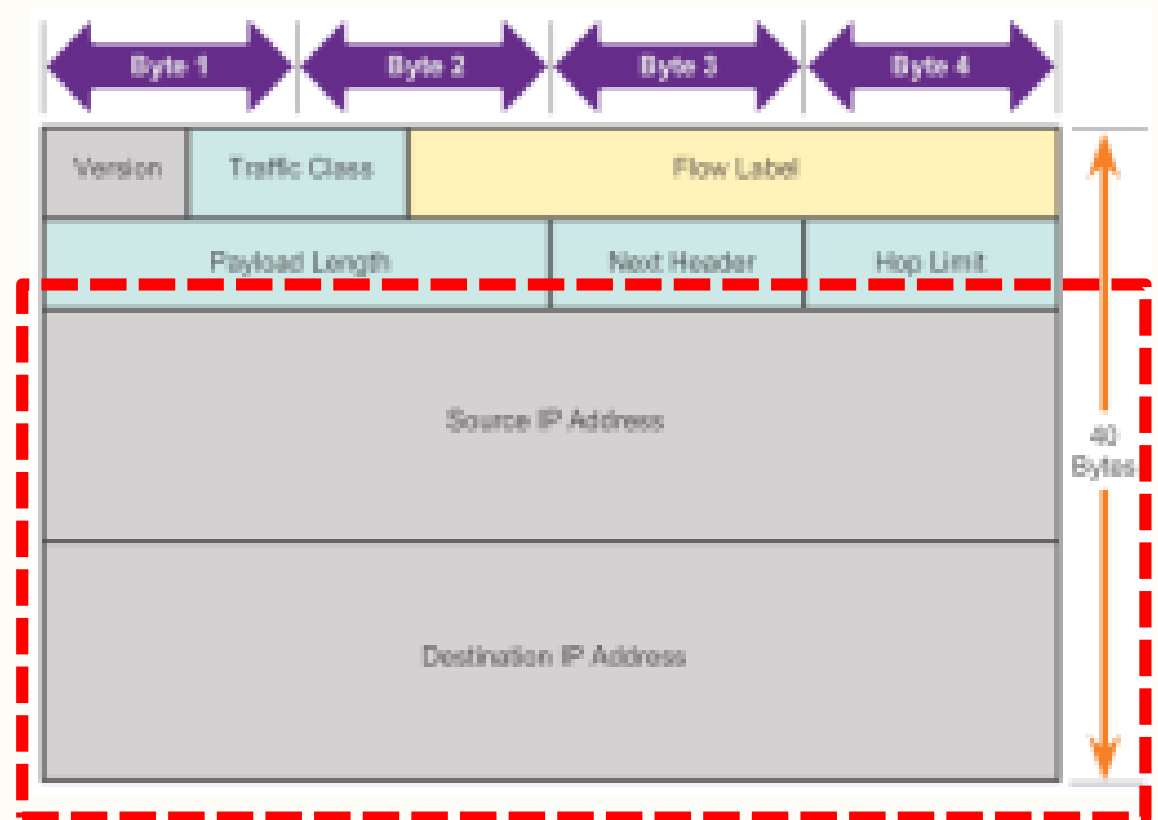 Byte 1 Byte 2 Byte 3 Byte 4
Version Traffic Class Flow Label
Payload Length Next Header Hop Limit
Source IP Address
40
Bytes
Destination IP Address